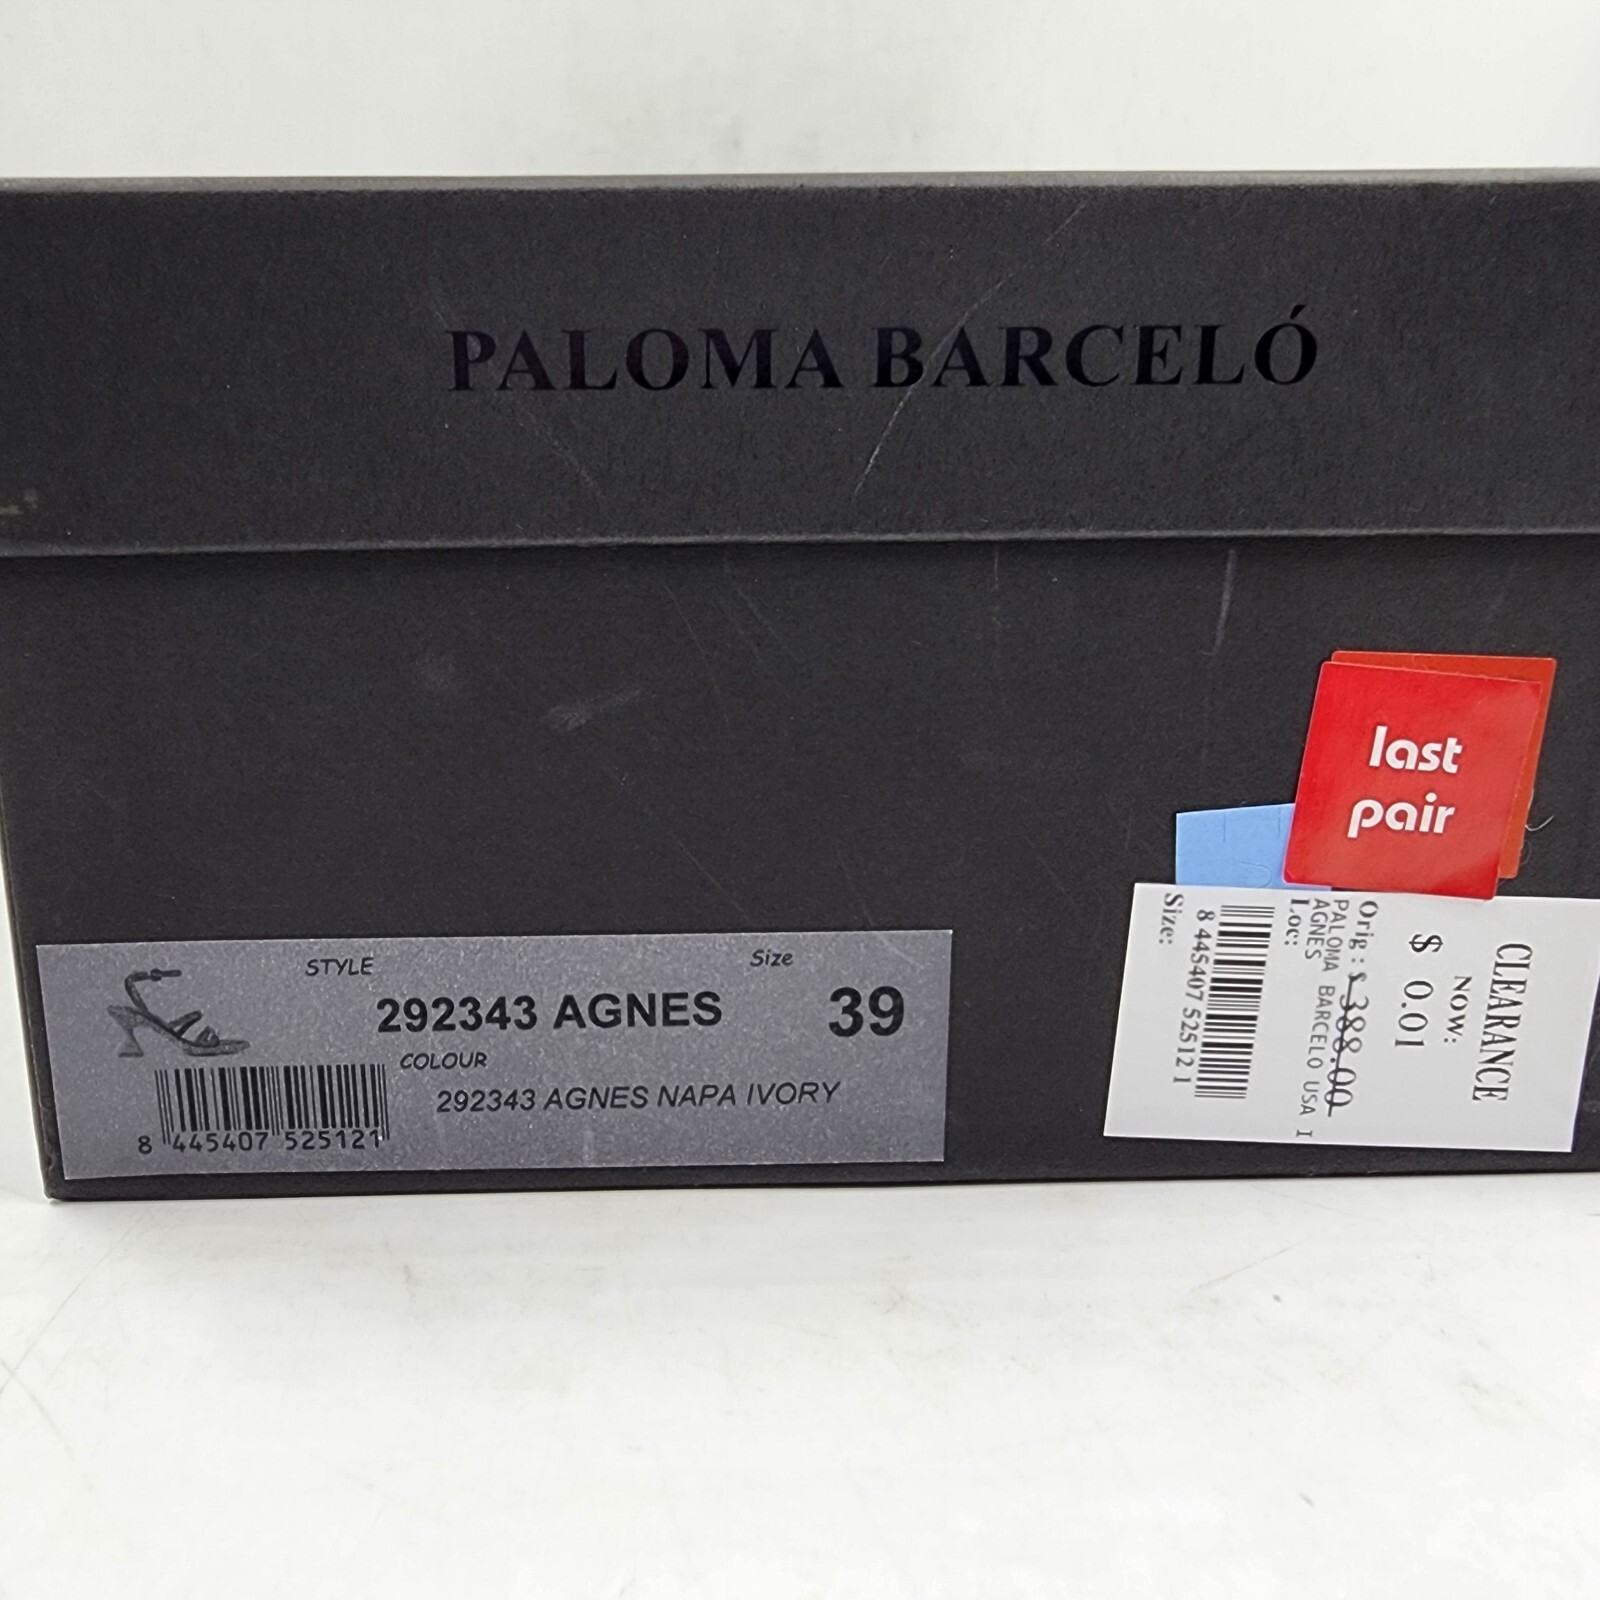 PALOMA BARCELÓ
last
pair
STYLE
Size
292343 AGNES
39
COLOUR
292343 AGNES NAPA IVORY
8 445407 525121
CLEARANCE
NOW:
$ 0.01
Orig: $ 388.00
PALOMA BARCELO USA I
AGNES
Loc:
8 445407 52512 1
Size: